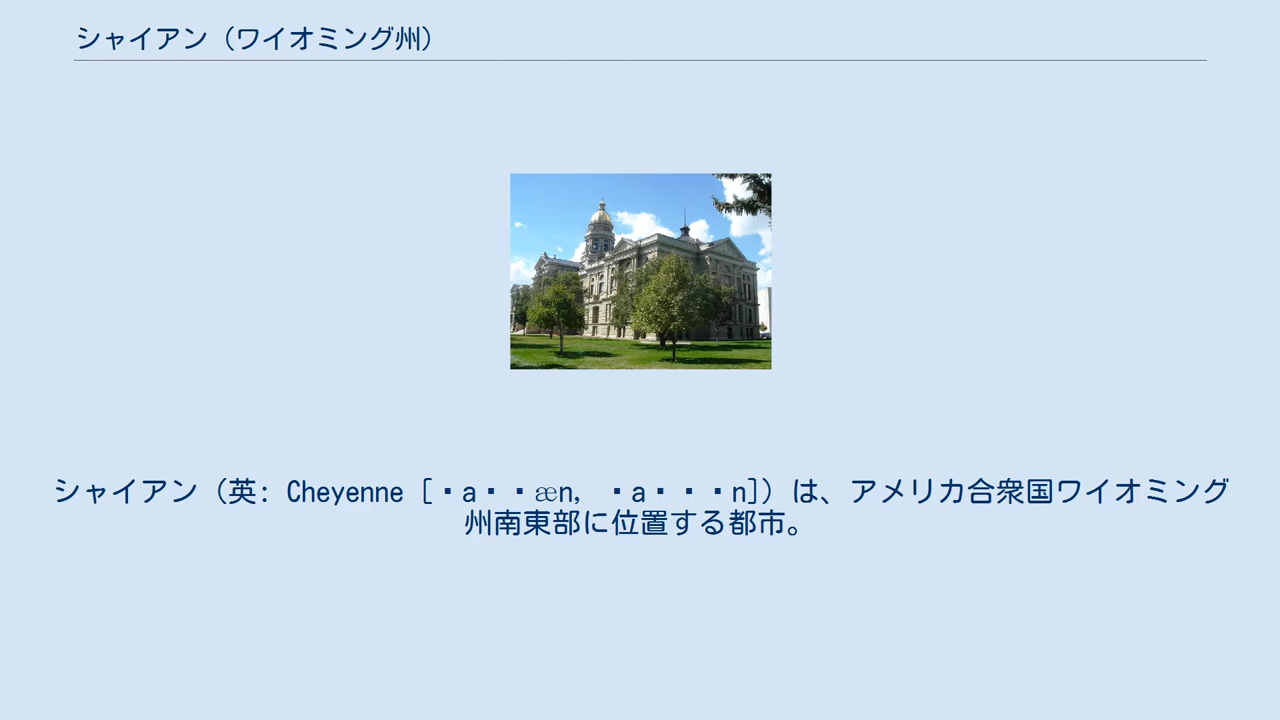 シャイアン（ワイオミング州）
シャイアン（英: Cheyenne [▪a▪▪æn, ▪a▪▪▪n]）は、アメリカ合衆国ワイオミング
州南東部に位置する都市。